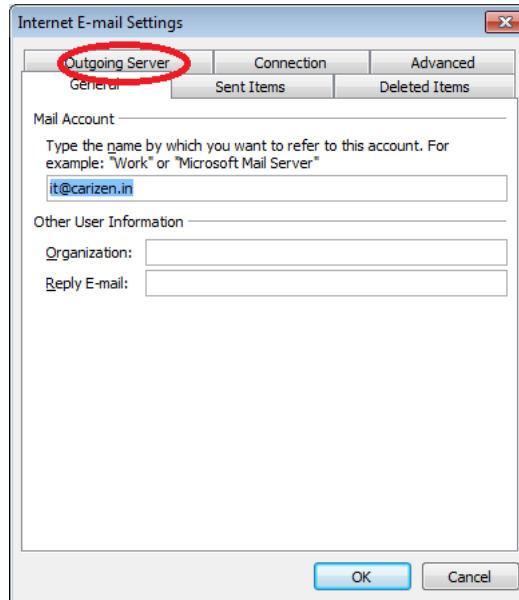 Internet E-mail Settings
Outgoing Server Connection Advanced
General Sent Items Deleted Items
Mail Account
Type the name by which you want to refer to this account. For
example: "Work" or "Microsoft Mail Server"
it@carizen.in
Other User Information
Organization:
Reply E-mail:
OK Cancel